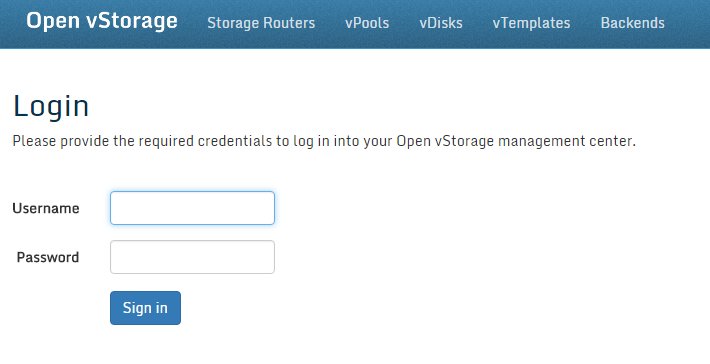 Open vStorage Storage Routers vPools vDisks vTemplates Backends
Login
Please provide the required credentials to log in into your Open vStorage management center.
Username
Password
Sign in